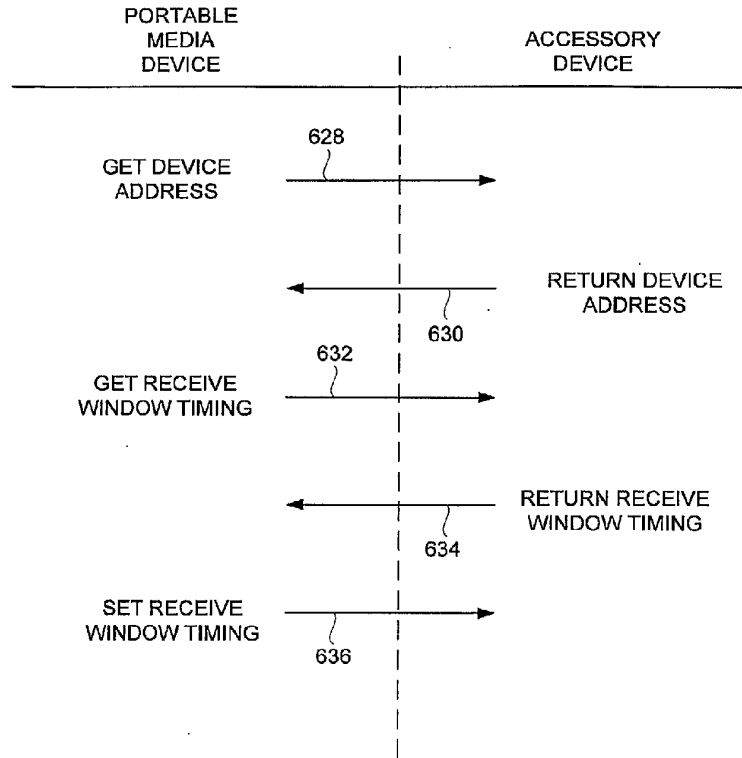 PORTABLE
MEDIA
DEVICE
ACCESSORY
DEVICE
628
GET DEVICE
ADDRESS
RETURN DEVICE
ADDRESS
630
632
GET RECEIVE
WINDOW TIMING
RETURN RECEIVE
WINDOW TIMING
634
SET RECEIVE
WINDOW TIMING
636